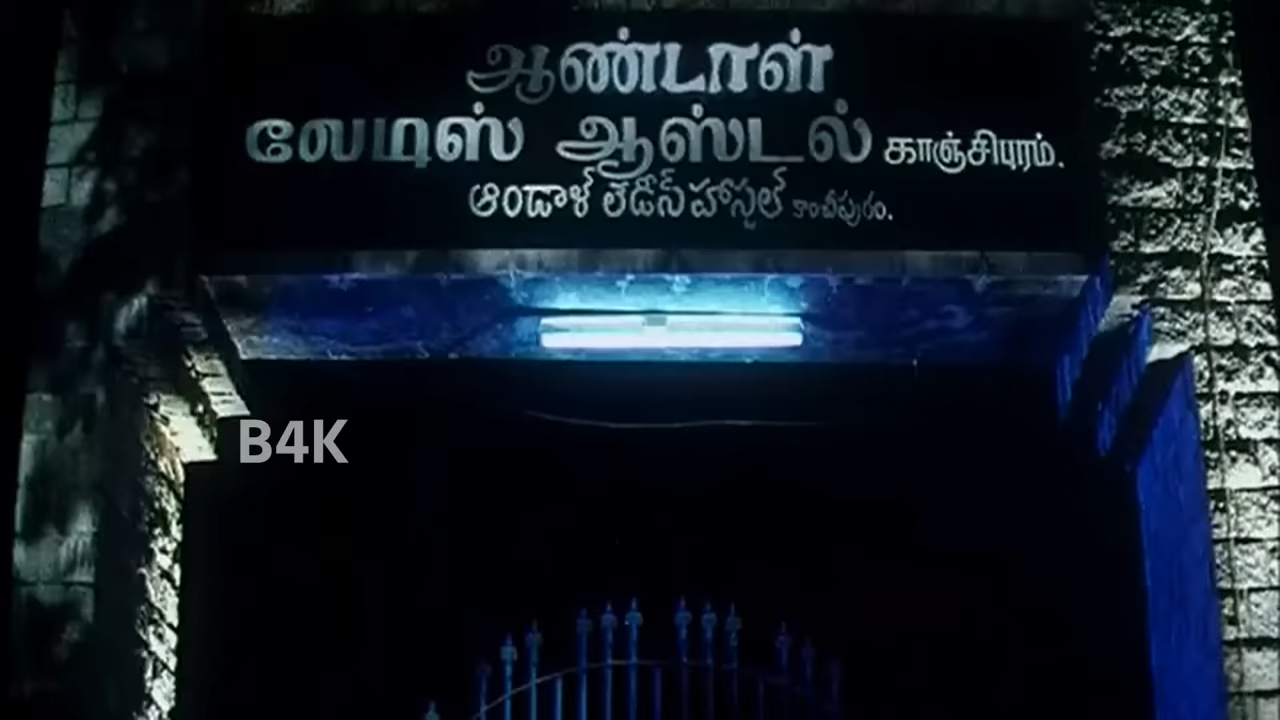 ஆண்டாள்
லேடிஸ் ஆஸ்டல் காஞ்சிபுரம்.
ఆండాళ్ లేడీస్ హాస్టల్ కాంచీపురం.
B4K